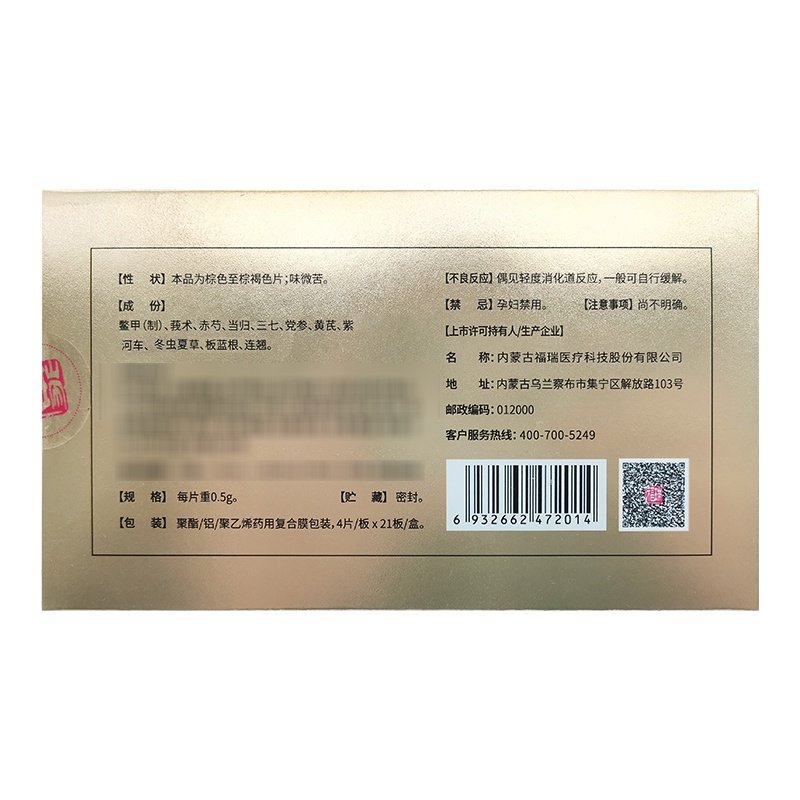 【性 状】本品为棕色至棕褐色片;味微苦。
【成 份】
鳖甲(制)、莪术、赤芍、当归、三七、党参、黄芪、紫
河车、冬虫夏草、板蓝根、连翘。
【规 格】每片重0.5g。 【贮 藏】密封。
【包 装】聚酯/铝/聚乙烯药用复合膜包装,4片/板 x 21板/盒。
【不良反应】偶见轻度消化道反应,一般可自行缓解。
【禁 忌】孕妇禁用。 【注意事项】尚不明确。
【上市许可持有人/生产企业】
名 称:内蒙古福瑞医疗科技股份有限公司
地 址:内蒙古乌兰察布市集宁区解放路103号
邮政编码:012000
客户服务热线:400-700-5249
6 932662 472014